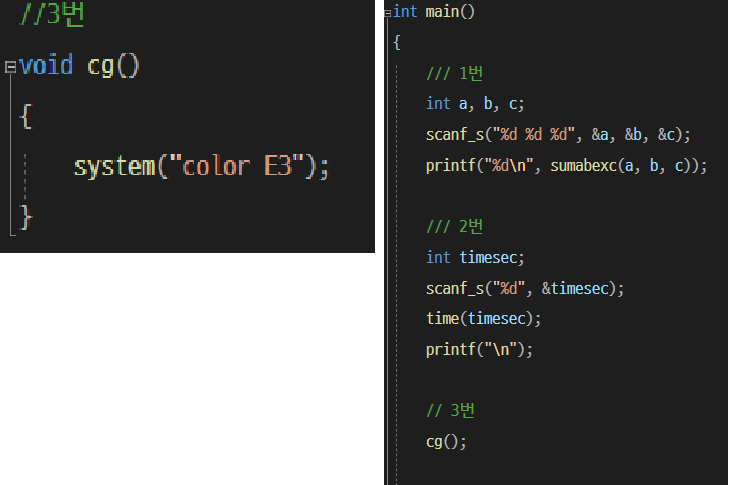 //3번
void cg()
{
system("color E3");
}
int main()
{
/// 1번
int a, b, c;
scanf_s("%d %d %d", &a, &b, &c);
printf("%d\n", sumabexc(a, b, c));
/// 2번
int timesec;
scanf_s("%d", &timesec);
time(timesec);
printf("\n");
// 3번
cg();